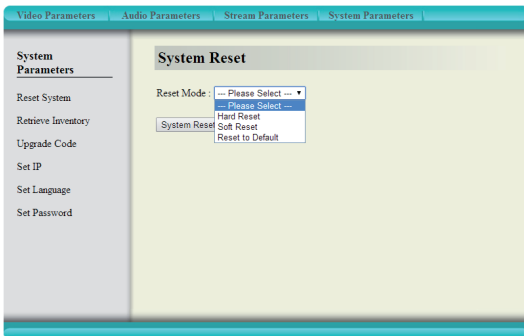 Video Parameters Audio Parameters Stream Parameters System Parameters
System
Parameters
Reset System
Retrieve Inventory
Upgrade Code
Set IP
Set Language
Set Password
System Reset
Reset Mode : --- Please Select ---
--- Please Select ---
Hard Reset
Soft Reset
Reset to Default
System Reset